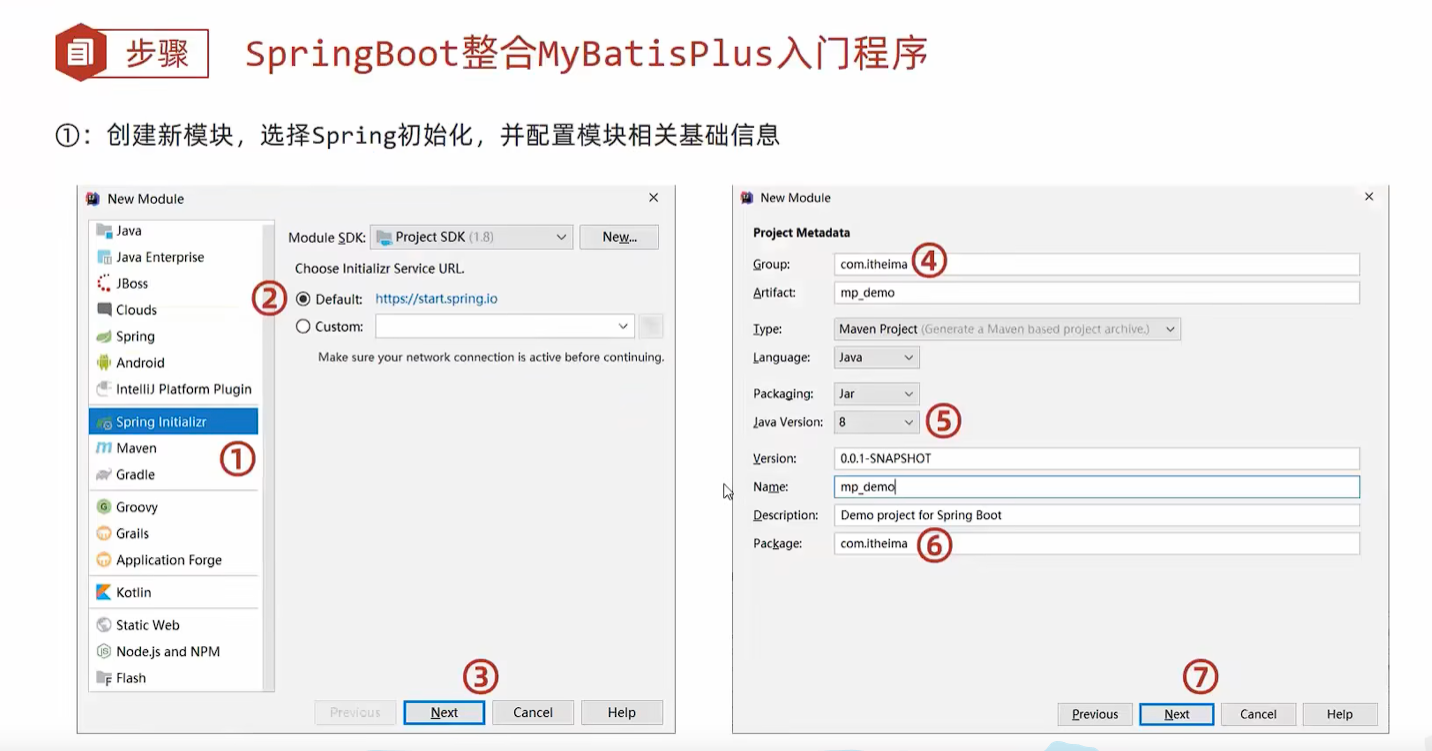 步骤
SpringBoot整合MyBatisPlus入门程序
①：创建新模块，选择Spring初始化，并配置模块相关基础信息
New Module
Java
Java Enterprise
JBoss
Clouds
Spring
Android
IntelliJ Platform Plugin
Spring Initializr
①
Maven
Gradle
Groovy
Grails
Application Forge
Kotlin
Static Web
Node.js and NPM
Flash
Module SDK: Project SDK (1.8) New...
Choose Initializr Service URL.
② Default: https://start.spring.io
Custom:
Make sure your network connection is active before continuing.
③
Previous Next Cancel Help
New Module
Project Metadata
Group: com.itheima ④
Artifact: mp_demo
Type: Maven Project (Generate a Maven based project archive.)
Language: Java
Packaging: Jar
Java Version: 8 ⑤
Version: 0.0.1-SNAPSHOT
Name: mp_demo
Description: Demo project for Spring Boot
Package: com.itheima ⑥
⑦
Previous Next Cancel Help